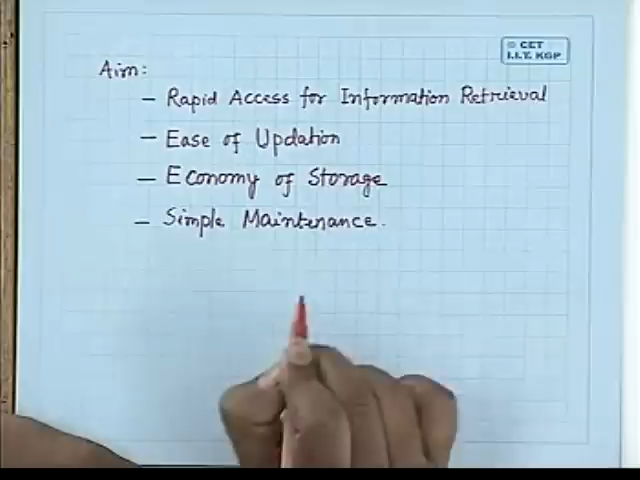 © CET
I.I.T. KGP
Aim:
– Rapid Access for Information Retrieval
– Ease of Updation
– Economy of Storage
– Simple Maintenance.